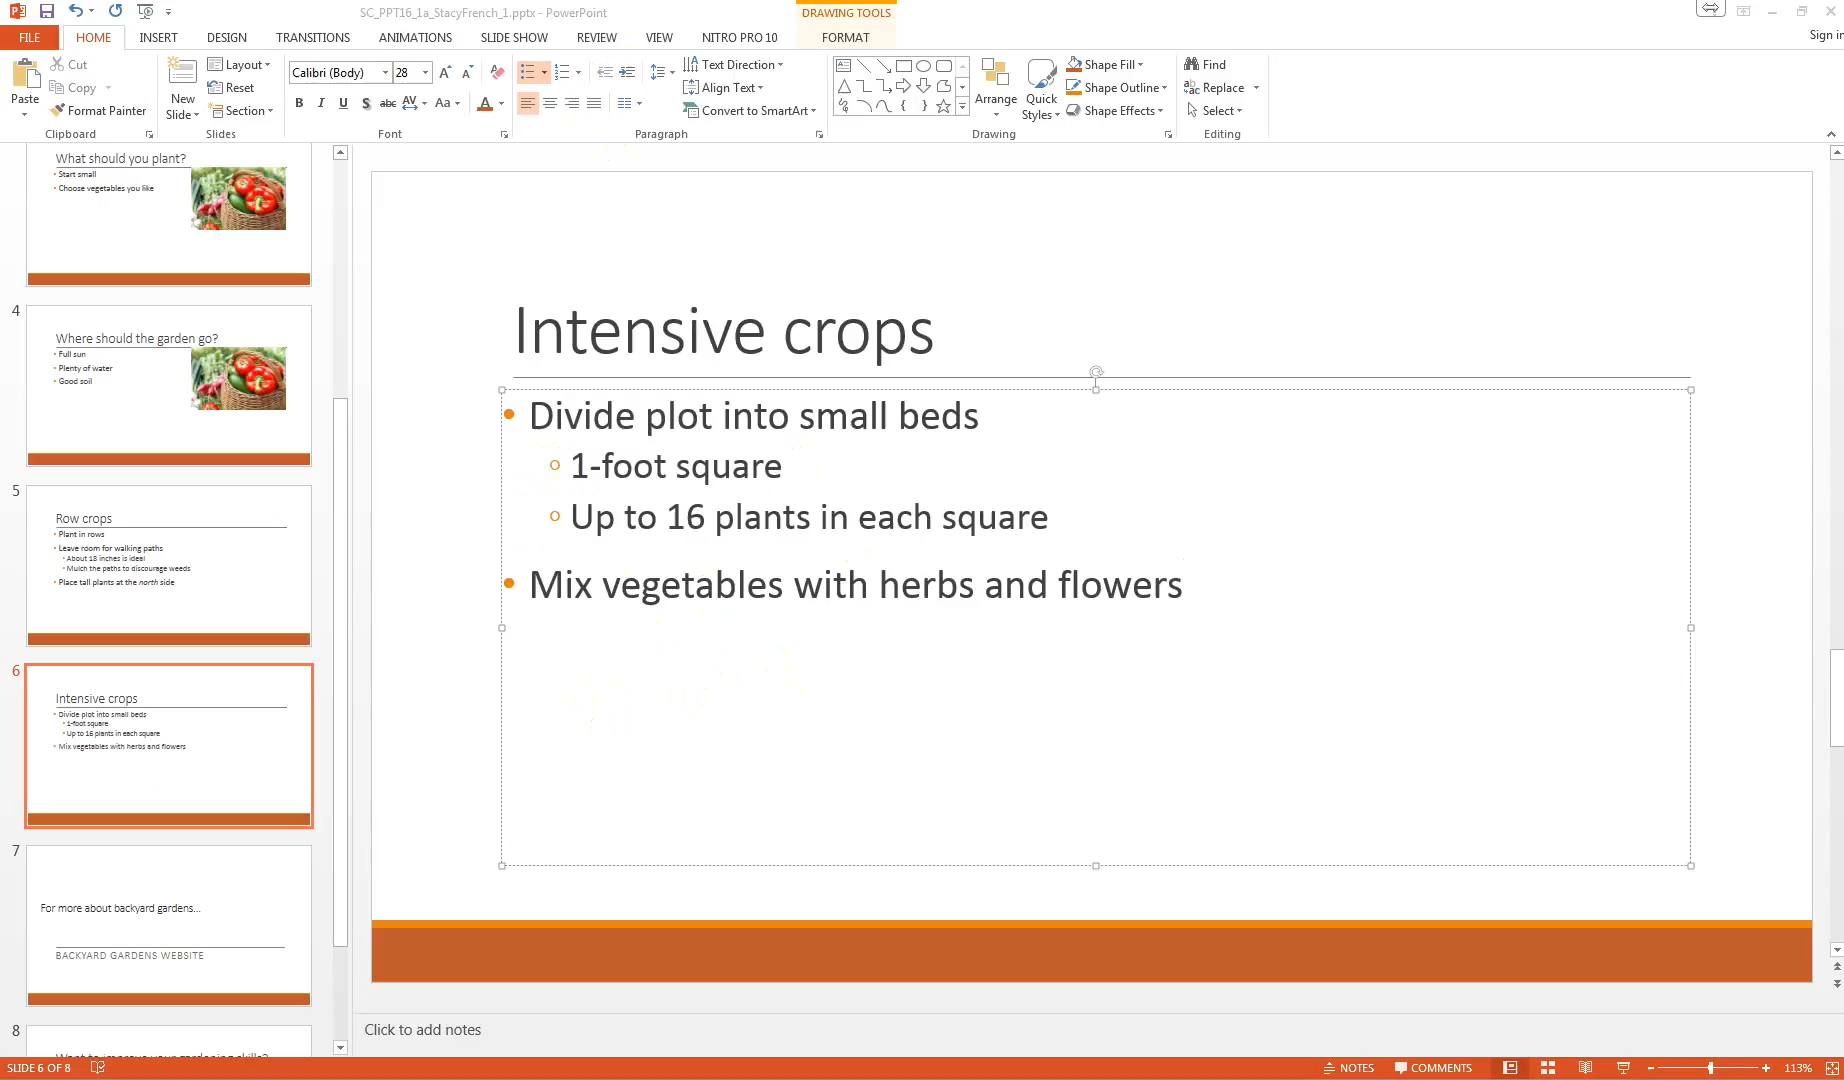 SC_PPT16_1a_StacyFrench_1.pptx - PowerPoint
DRAWING TOOLS
FILE HOME INSERT DESIGN TRANSITIONS ANIMATIONS SLIDE SHOW REVIEW VIEW NITRO PRO 10 FORMAT
Sign in
Paste
Cut
Copy
Format Painter
Clipboard
New Slide
Layout
Reset
Section
Slides
Calibri (Body) 28
B I U S abc AV Aa A
Font
Text Direction
Align Text
Convert to SmartArt
Paragraph
Arrange
Quick Styles
Shape Fill
Shape Outline
Shape Effects
Drawing
Find
Replace
Select
Editing
What should you plant?
Start small
Choose vegetables you like
4
Where should the garden go?
Full sun
Plenty of water
Good soil
5
Row crops
Plant in rows
Leave room for walking paths
About 18 inches is ideal
Mulch the paths to discourage weeds
Place tall plants at the north side
6
Intensive crops
Divide plot into small beds
1-foot square
Up to 16 plants in each square
Mix vegetables with herbs and flowers
7
For more about backyard gardens...
BACKYARD GARDENS WEBSITE
8
Want to improve your gardening skills?
Intensive crops
• Divide plot into small beds
o 1-foot square
o Up to 16 plants in each square
• Mix vegetables with herbs and flowers
Click to add notes
SLIDE 6 OF 8
NOTES COMMENTS 113%